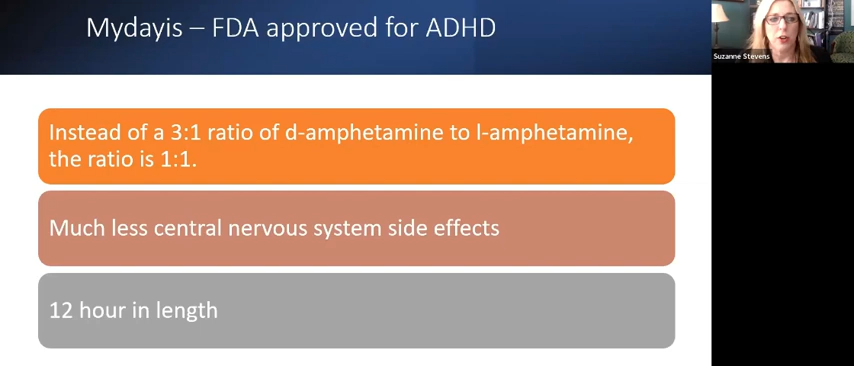 Mydayis – FDA approved for ADHD
Suzanne Stevens
Instead of a 3:1 ratio of d-amphetamine to l-amphetamine,
the ratio is 1:1.
Much less central nervous system side effects
12 hour in length